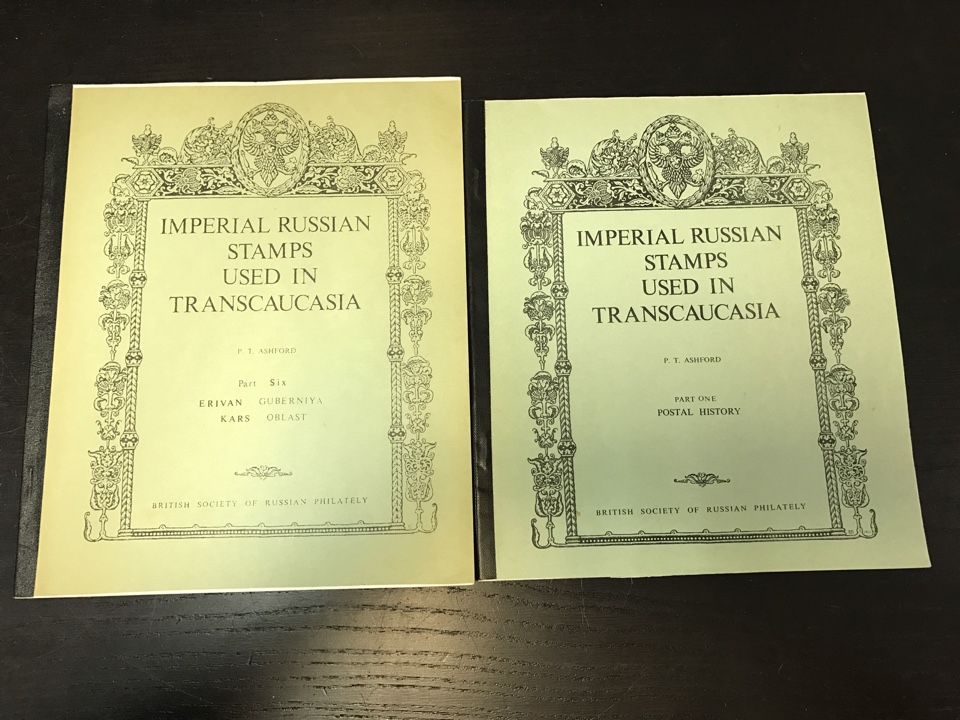 IMPERIAL RUSSIAN
STAMPS
USED IN
TRANSCAUCASIA
P. T. ASHFORD
Part Six
ERIVAN GUBERNIYA
KARS OBLAST
BRITISH SOCIETY OF RUSSIAN PHILATELY
IMPERIAL RUSSIAN
STAMPS
USED IN
TRANSCAUCASIA
P. T. ASHFORD
PART ONE
POSTAL HISTORY
BRITISH SOCIETY OF RUSSIAN PHILATELY